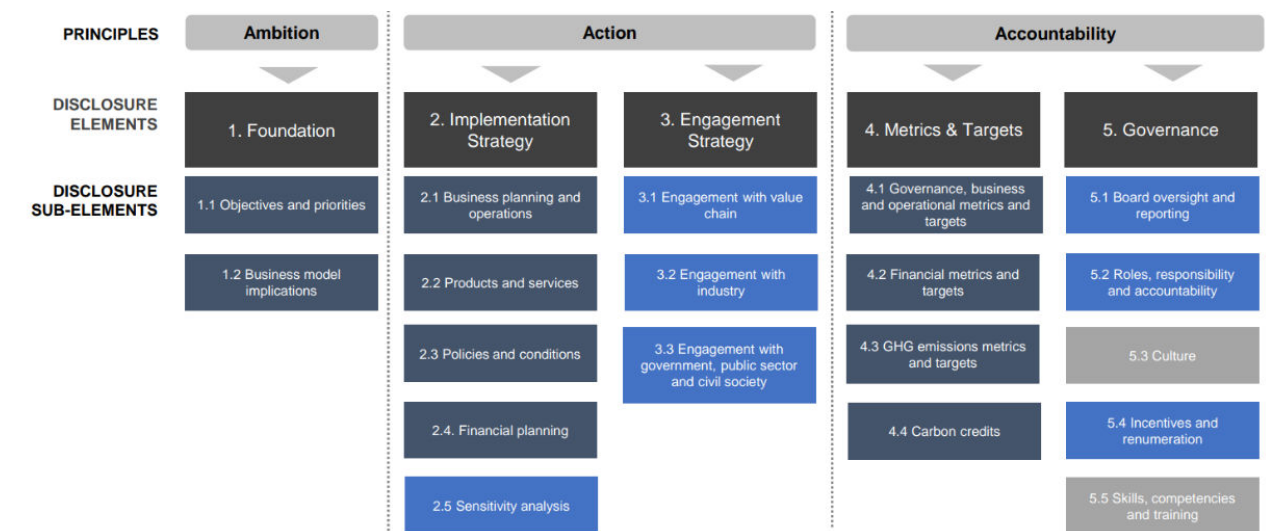 PRINCIPLES
Ambition
Action
Accountability
DISCLOSURE
ELEMENTS
1. Foundation
2. Implementation
Strategy
3. Engagement
Strategy
4. Metrics & Targets
5. Governance
DISCLOSURE
SUB-ELEMENTS
1.1 Objectives and priorities
2.1 Business planning and
operations
3.1 Engagement with value
chain
4.1 Governance, business
and operational metrics and
targets
5.1 Board oversight and
reporting
1.2 Business model
implications
2.2 Products and services
3.2 Engagement with
industry
4.2 Financial metrics and
targets
5.2 Roles, responsibility
and accountability
2.3 Policies and conditions
3.3 Engagement with
government, public sector
and civil society
4.3 GHG emissions metrics
and targets
5.3 Culture
2.4. Financial planning
4.4 Carbon credits
5.4 Incentives and
renumeration
2.5 Sensitivity analysis
5.5 Skills, competencies
and training